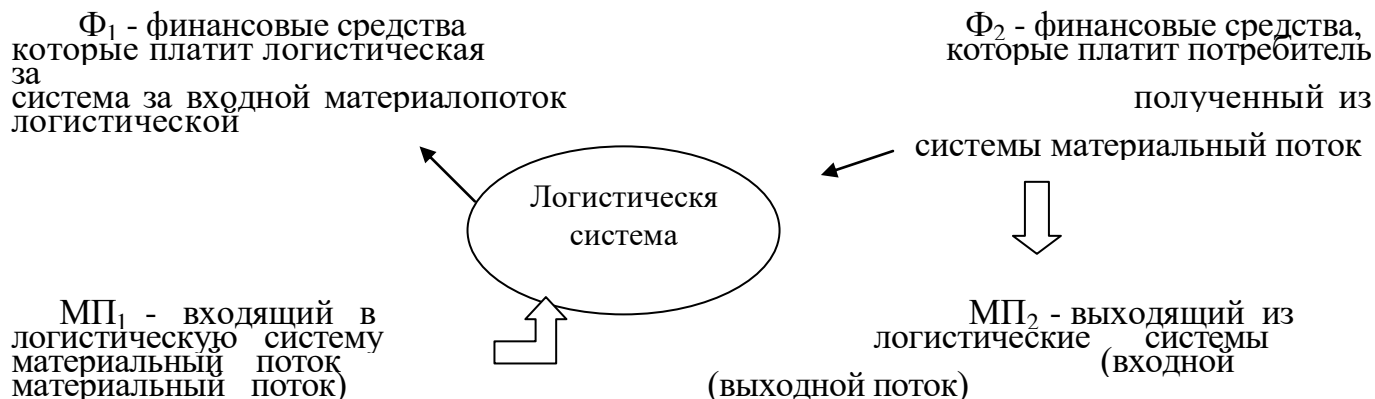 Ф₁ - финансовые средства Ф₂ - финансовые средства,
которые платит логистическая которые платит потребитель
за
система за входной материалопоток полученный из
логистической
системы материальный поток
Логистическя
система
МП₁ - входящий в МП₂ - выходящий из
логистическую систему логистические системы
материальный поток (входной
материальный поток) (выходной поток)